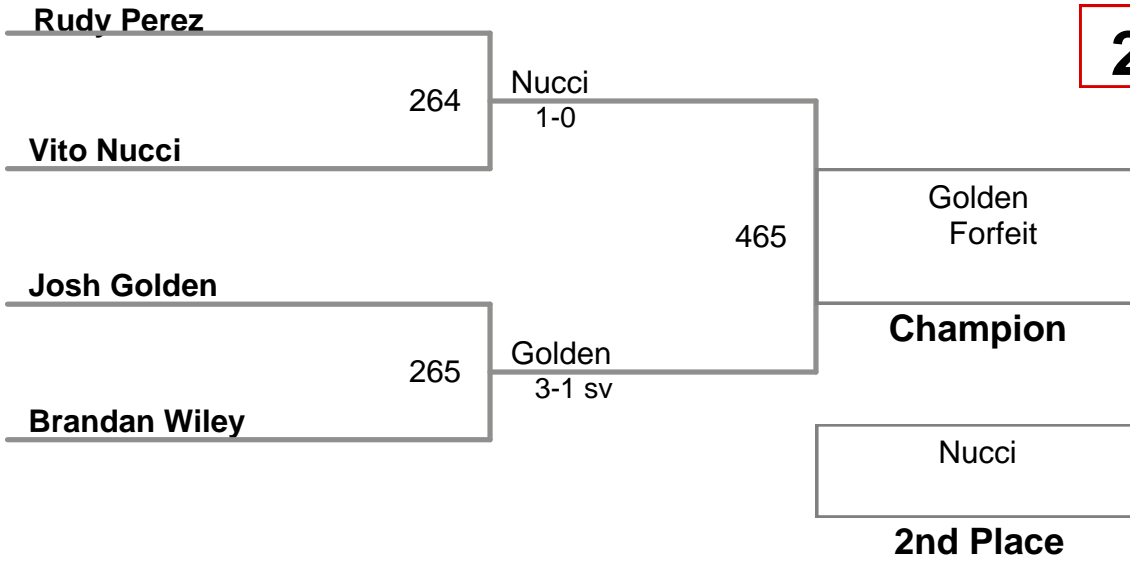 Rudy Perez
2
264
Nucci
1-0
Vito Nucci
465
Golden
Forfeit
Josh Golden
Champion
265
Golden
3-1 sv
Brandan Wiley
Nucci
2nd Place